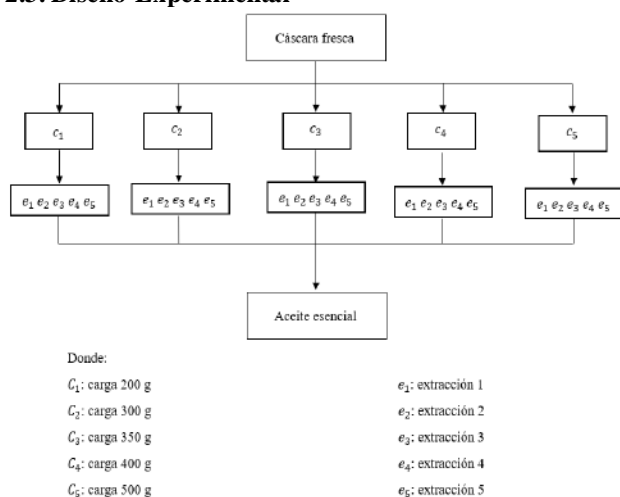 2.3. Diseño Experimental
Cáscara fresca
c₁ c₂ c₃ c₄ c₅
e₁ e₂ e₃ e₄ e₅ e₁ e₂ e₃ e₄ e₅ e₁ e₂ e₃ e₄ e₅ e₁ e₂ e₃ e₄ e₅ e₁ e₂ e₃ e₄ e₅
Aceite esencial
Donde:
C₁: carga 200 g e₁: extracción 1
C₂: carga 300 g e₂: extracción 2
C₃: carga 350 g e₃: extracción 3
C₄: carga 400 g e₄: extracción 4
C₅: carga 500 g e₅: extracción 5